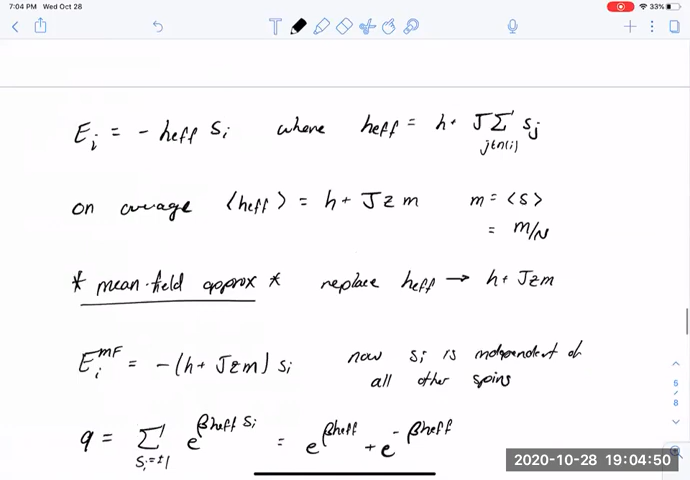 7:04 PM Wed Oct 28
33%
E_i = - heff s_i where heff = h + J Σ s_j
j∈n(i)
on average ⟨heff⟩ = h + J z m m = ⟨s⟩
= m/N
* mean-field approx * replace heff → h + Jzm
E_i^MF = -(h + Jzm) s_i now s_i is independent of
all other spins
q = Σ e^{βheff s_i} = e^{βheff} + e^{-βheff}
s_i=±1
5
/
8
2020-10-28 19:04:50